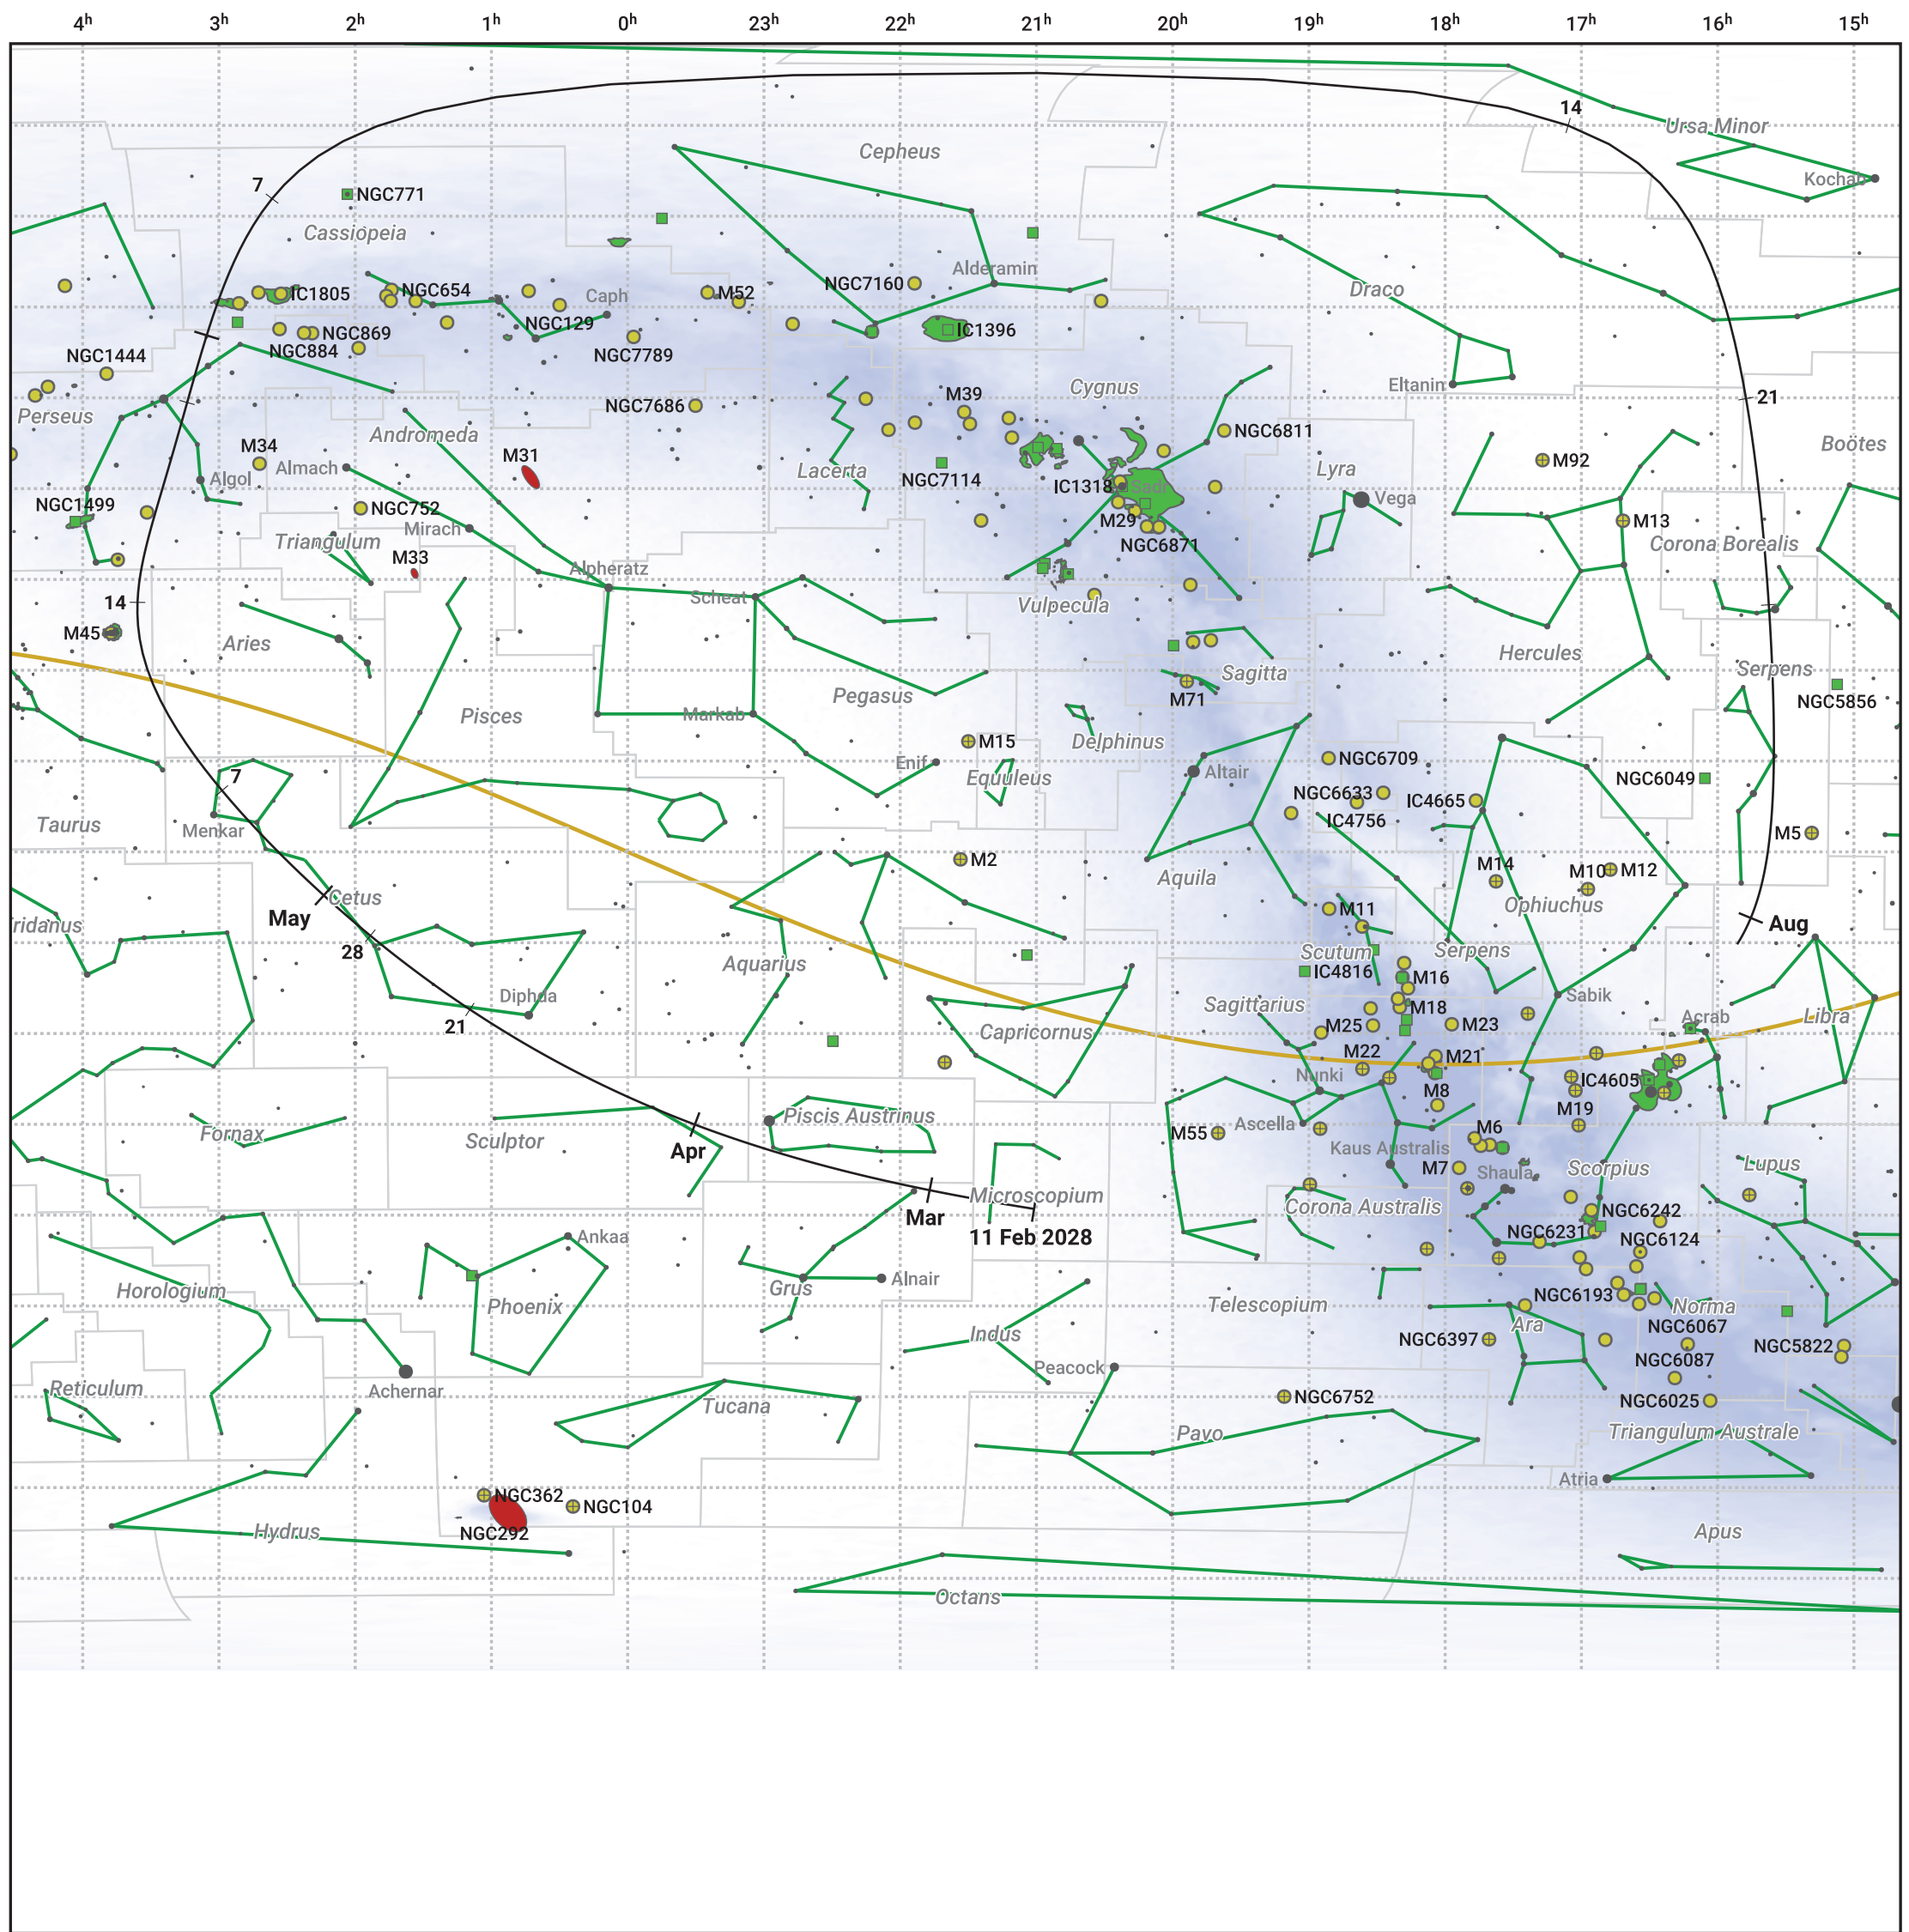 4h 3h 2h 1h 0h 23h 22h 21h 20h 19h 18h 17h 16h 15h
14
Ursa Minor
Cepheus
Kochab
7
NGC771
Cassiopeia
Alderamin
NGC7160
Draco
IC1805
NGC654
M52
Caph
NGC129
IC1396
NGC869
NGC884
NGC1444
NGC7789
Eltanin
Cygnus
21
M39
NGC7686
Perseus
Andromeda
NGC6811
Boötes
M34
Almach
M31
Algol
Lacerta
NGC7114
Lyra
M92
IC1318
Sadr
Vega
NGC1499
NGC752
Mirach
M29
M13
Triangulum
NGC6871
Corona Borealis
M33
Alpheratz
14
Scheat
Vulpecula
M45
Aries
Hercules
Sagitta
Serpens
Pegasus
M71
NGC5856
Pisces
Markab
M15
Delphinus
Enif
NGC6709
Altair
7
Equuleus
NGC6049
NGC6633
IC4665
Taurus
Menkar
IC4756
M5
M2
M14
M10
M12
Aquila
Cetus
May
M11
Ophiuchus
Aug
ridanus
28
Scutum
Serpens
Aquarius
IC4816
M16
Diphda
Sagittarius
Sabik
21
M18
Capricornus
M25
M23
Acrab
Libra
M22
M21
Nunki
IC4605
M8
M19
Piscis Austrinus
Fornax
Sculptor
Ascella
M55
M6
Apr
Kaus Australis
M7
Shaula
Scorpius
Lupus
Microscopium
Mar
Corona Australis
NGC6242
11 Feb 2028
Ankaa
NGC6231
NGC6124
Alnair
Horologium
Grus
NGC6193
Phoenix
Telescopium
Norma
Indus
Ara
NGC6067
NGC6397
NGC5822
Peacock
NGC6087
Reticulum
Achernar
NGC6752
NGC6025
Tucana
Pavo
Triangulum Australe
Atria
NGC362
NGC104
Hydrus
NGC292
Apus
Octans